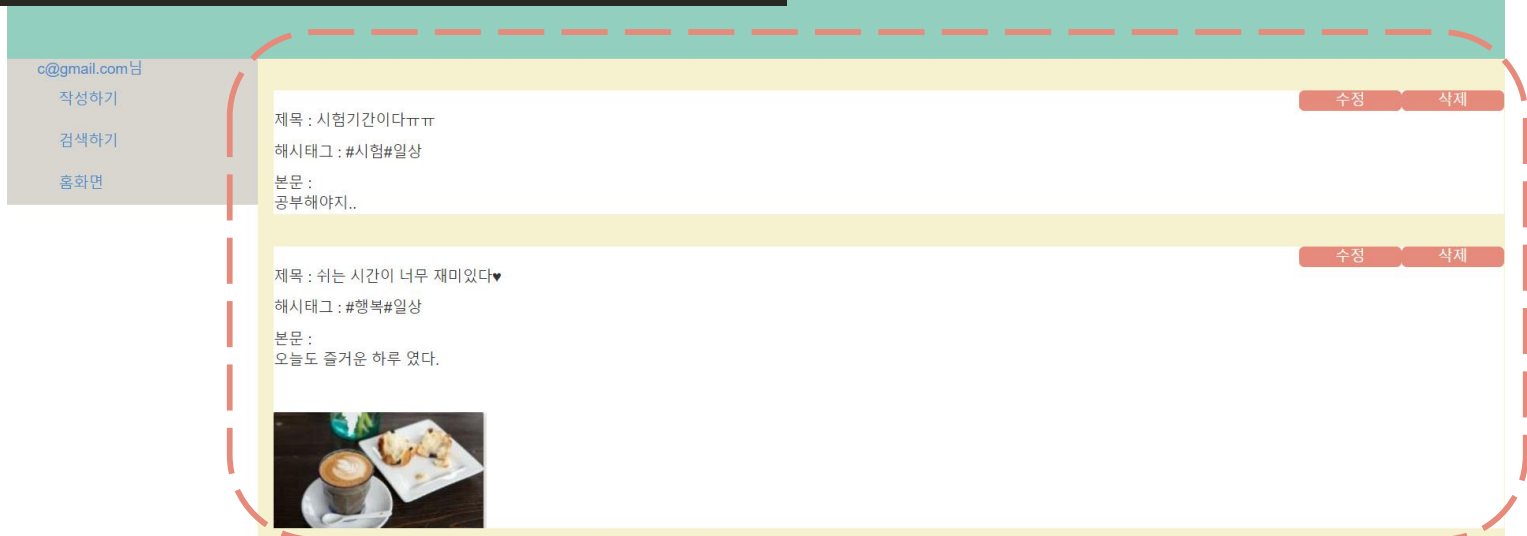 c@gmail.com님
작성하기
검색하기
홈화면
수정 삭제
제목 : 시험기간이다ㅠㅠ
해시태그 : #시험#일상
본문 :
공부해야지..
수정 삭제
제목 : 쉬는 시간이 너무 재미있다♥
해시태그 : #행복#일상
본문 :
오늘도 즐거운 하루 였다.